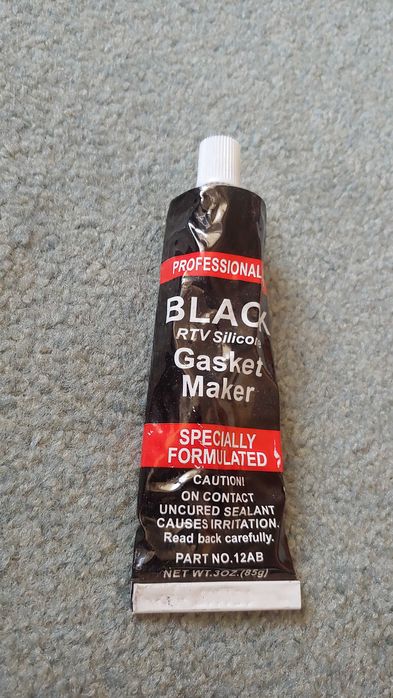 PROFESSIONAL
BLACK
RTV Silicone
Gasket
Maker
SPECIALLY
FORMULATED
CAUTION!
ON CONTACT
UNCURED SEALANT
CAUSES IRRITATION.
Read back carefully.
PART NO.12AB
NET WT.3OZ.(85g)